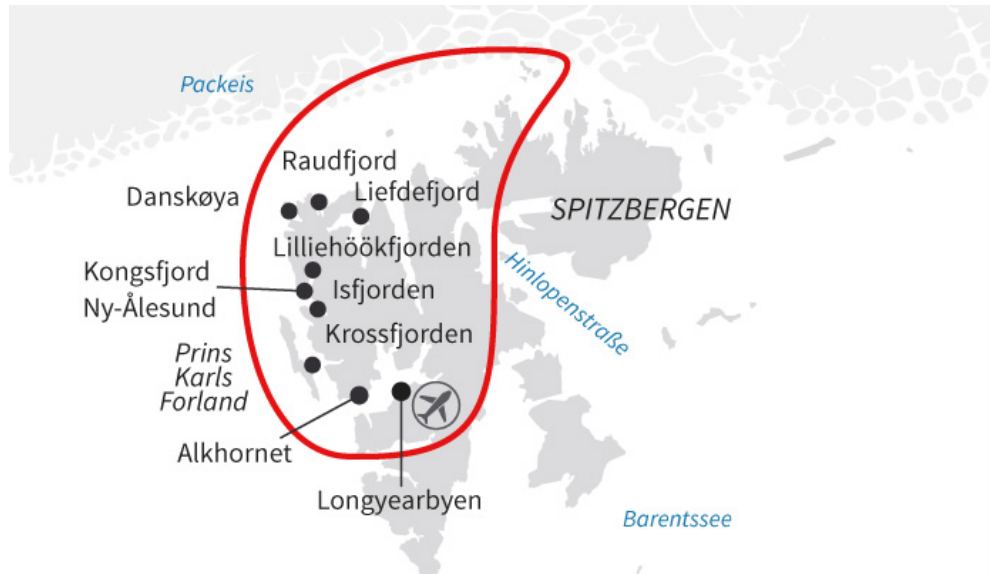 Packeis
Raudfjord
Danskøya
Liefdefjord
SPITZBERGEN
Lilliehöökfjorden
Kongsfjord
Ny-Ålesund
Isfjorden
Hinlopenstraße
Krossfjorden
Prins
Karls
Forland
Alkhornet
Longyearbyen
Barentssee